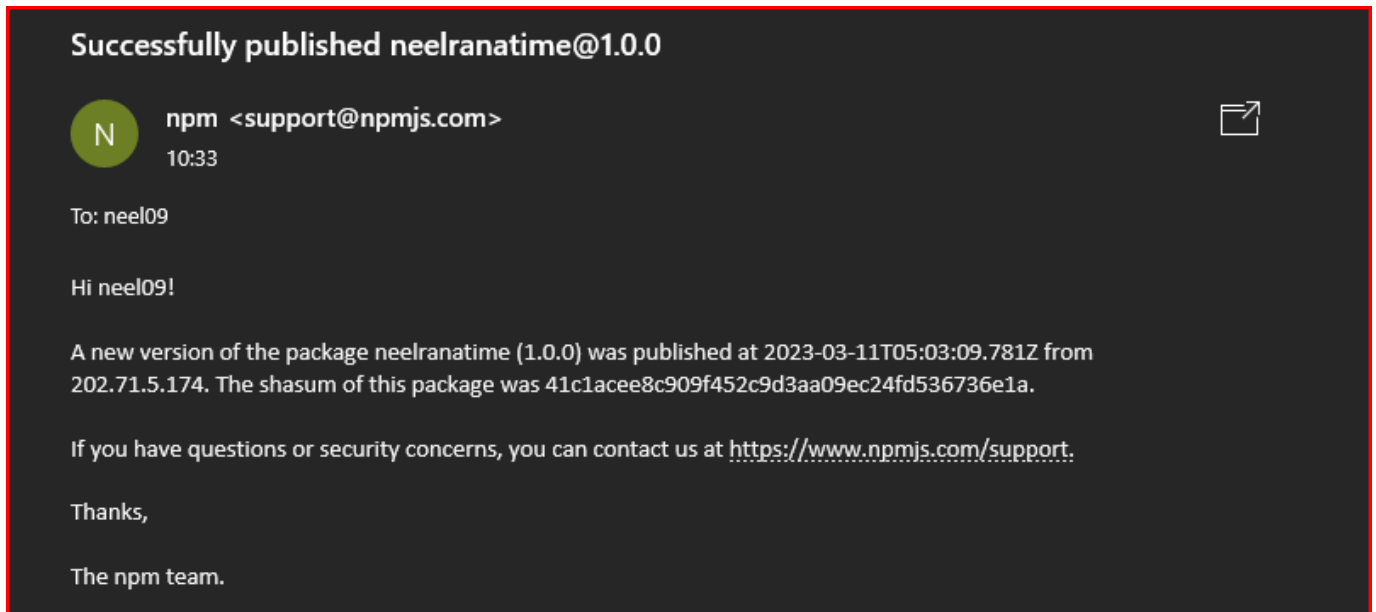 Successfully published neelranatime@1.0.0
N
npm <support@npmjs.com>
10:33
To: neel09
Hi neel09!
A new version of the package neelranatime (1.0.0) was published at 2023-03-11T05:03:09.781Z from
202.71.5.174. The shasum of this package was 41c1acee8c909f452c9d3aa09ec24fd536736e1a.
If you have questions or security concerns, you can contact us at https://www.npmjs.com/support.
Thanks,
The npm team.